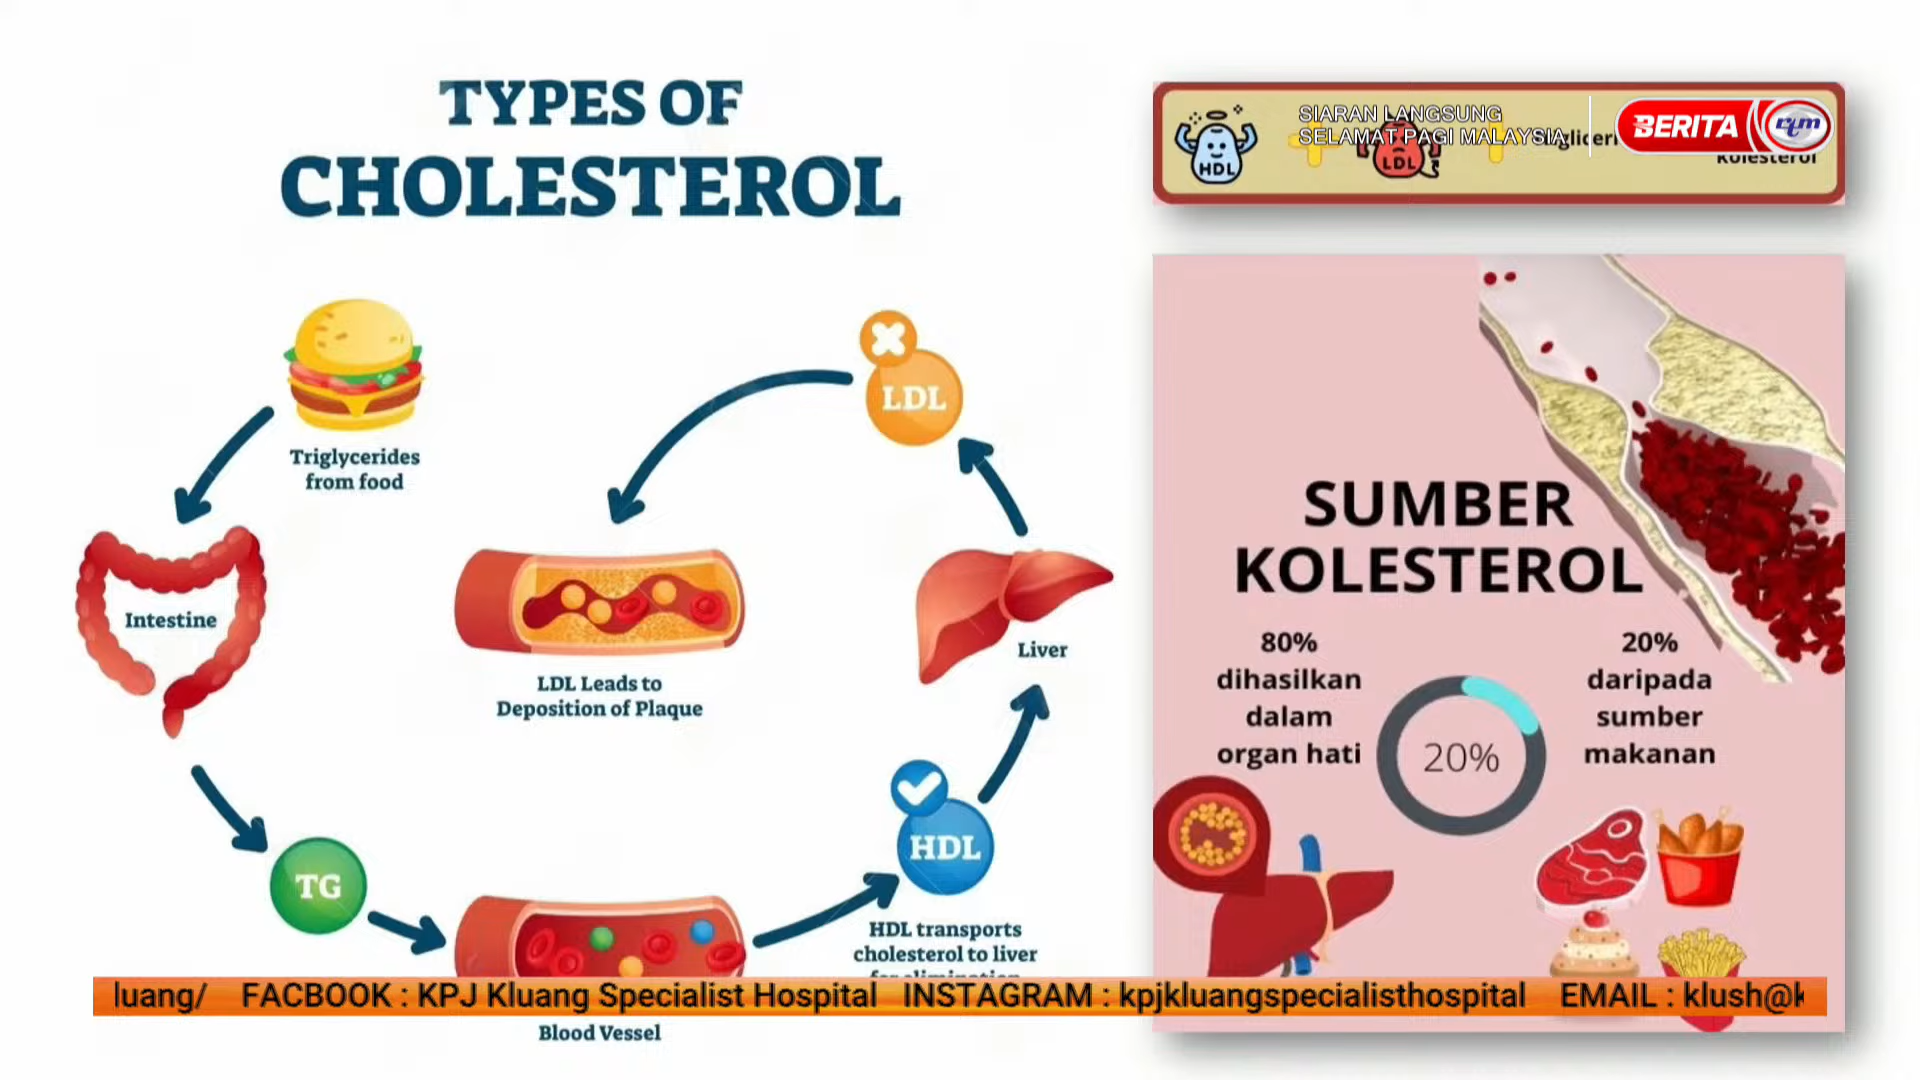 TYPES OF
CHOLESTEROL
Triglycerides
from food
Intestine
TG
LDL
LDL Leads to
Deposition of Plaque
Liver
HDL
HDL transports
cholesterol to liver
Blood Vessel
SIARAN LANGSUNG
SELAMAT PAGI MALAYSIA
BERITA rtm
HDL
LDL
kolesterol
SUMBER
KOLESTEROL
80%
dihasilkan
dalam
organ hati
20%
20%
daripada
sumber
makanan
luang/ FACBOOK : KPJ Kluang Specialist Hospital INSTAGRAM : kpjkluangspecialisthospital EMAIL : klush@k